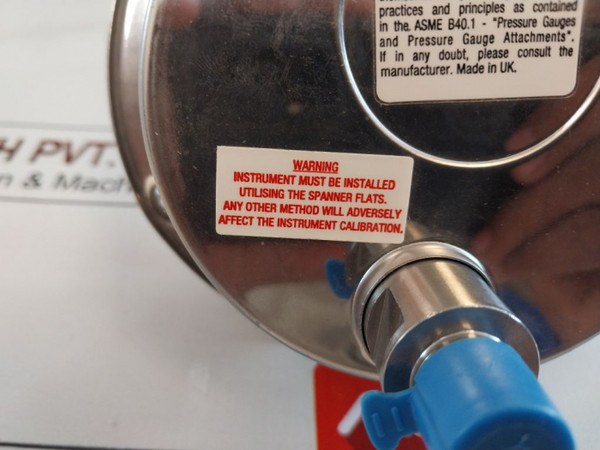 practices and principles as contained
in the. ASME B40.1 - "Pressure Gauges
and Pressure Gauge Attachments".
If in any doubt, please consult the
manufacturer. Made in UK.
WARNING
INSTRUMENT MUST BE INSTALLED
UTILISING THE SPANNER FLATS.
ANY OTHER METHOD WILL ADVERSELY
AFFECT THE INSTRUMENT CALIBRATION.
H PVT.
n & Mach